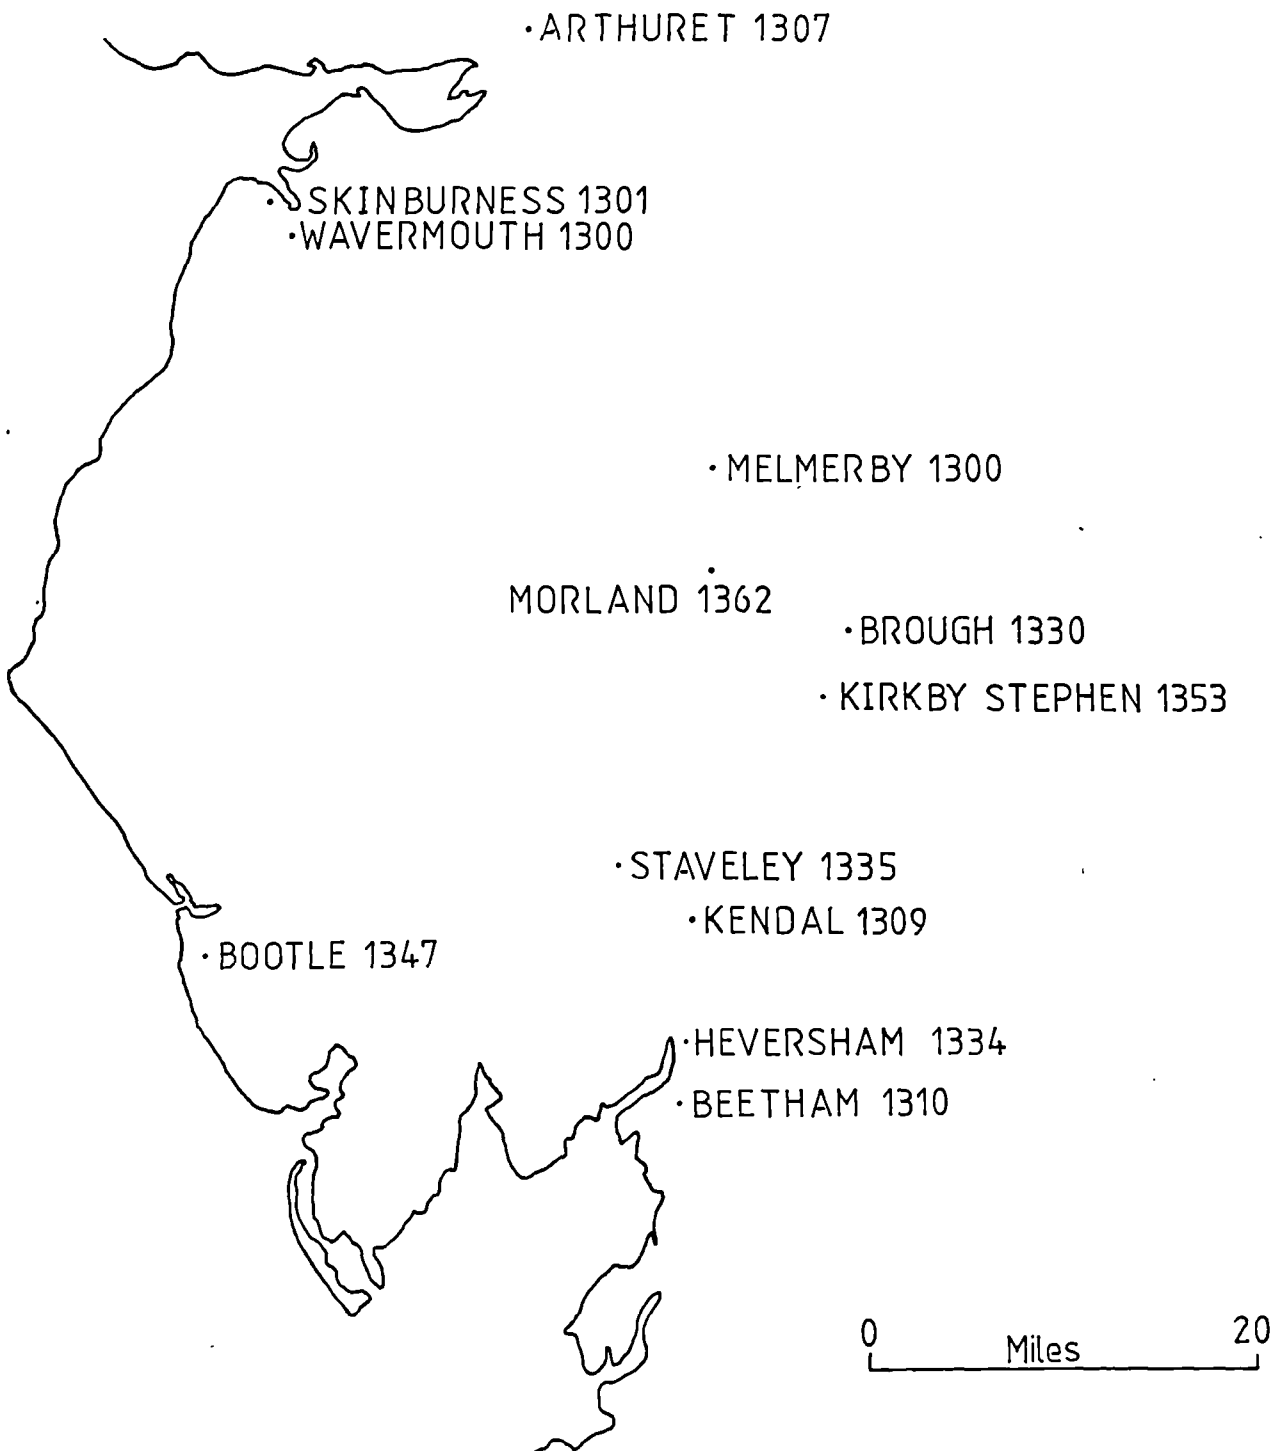 ARTHURET 1307
SKINBURNESS 1301
WAVERMOUTH 1300
MELMERBY 1300
MORLAND 1362
BROUGH 1330
KIRKBY STEPHEN 1353
STAVELEY 1335
KENDAL 1309
BOOTLE 1347
HEVERSHAM 1334
BEETHAM 1310
0 20
Miles